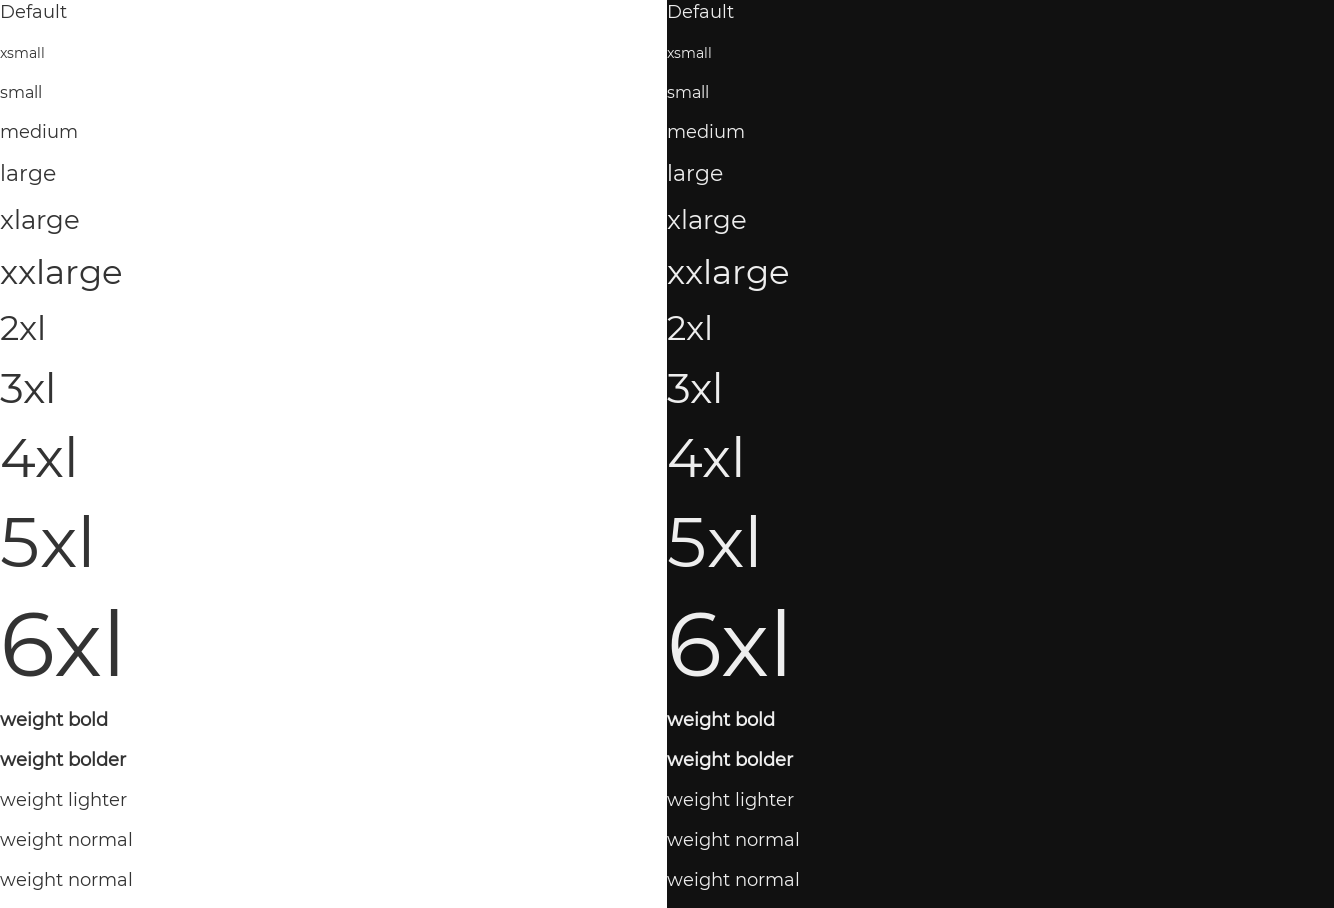 Default
xsmall
small
medium
large
xlarge
xxlarge
2xl
3xl
4xl
5xl
6xl
weight bold
weight bolder
weight lighter
weight normal
weight normal
Default
xsmall
small
medium
large
xlarge
xxlarge
2xl
3xl
4xl
5xl
6xl
weight bold
weight bolder
weight lighter
weight normal
weight normal